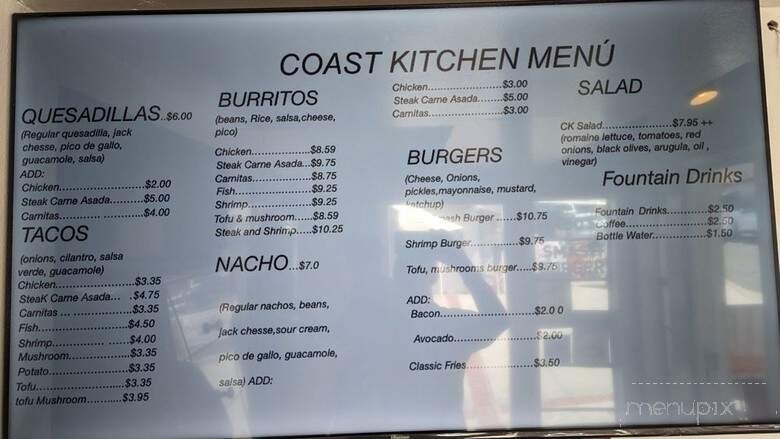 COAST KITCHEN MENÚ
QUESADILLAS..$6.00
(Regular quesadilla, jack
chesse, pico de gallo,
guacamole, salsa)
ADD:
Chicken....................$2.00
Steak Carne Asada.......$5.00
Carnitas...................$4.00
TACOS
(onions, cilantro, salsa
verde, guacamole)
Chicken........................$3.35
SteaK Carne Asada... .$4.75
Carnitas .. ..............$3.35
Fish.......................$4.50
Shrimp........ ..........$4.00
Mushroom................$3.35
Potato.....................$3.35
Tofu........................$3.35
tofu Mushroom..........$3.95
BURRITOS
(beans, Rice, salsa,cheese,
pico)
Chicken.................$8.59
Steak Carne Asada...$9.75
Carnitas.................$8.75
Fish......................$9.25
Shrimp..................$9.25
Tofu & mushroom.....$8.59
Steak and Shrimp....$10.25
NACHO...$7.0
(Regular nachos, beans,
jack chesse,sour cream,
pico de gallo, guacamole,
salsa) ADD:
Chicken.......................$3.00
Steak Carne Asada.......$5.00
Carnitas......................$3.00
BURGERS
(Cheese, Onions,
pickles,mayonnaise, mustard,
ketchup)
Burger ......$10.75
Shrimp Burger.............$9.75
Tofu, mushrooms burger.....$9.75
ADD:
Bacon....................$2.0 0
Avocado.................$2.00
Classic Fries............$3.50
SALAD
CK Salad....................$7.95 ++
(romaine lettuce, tomatoes, red
onions, black olives, arugula, oil ,
vinegar)
Fountain Drinks
Fountain Drinks............$2.50
Coffee.......................$2.50
Bottle Water................$1.50
menupix